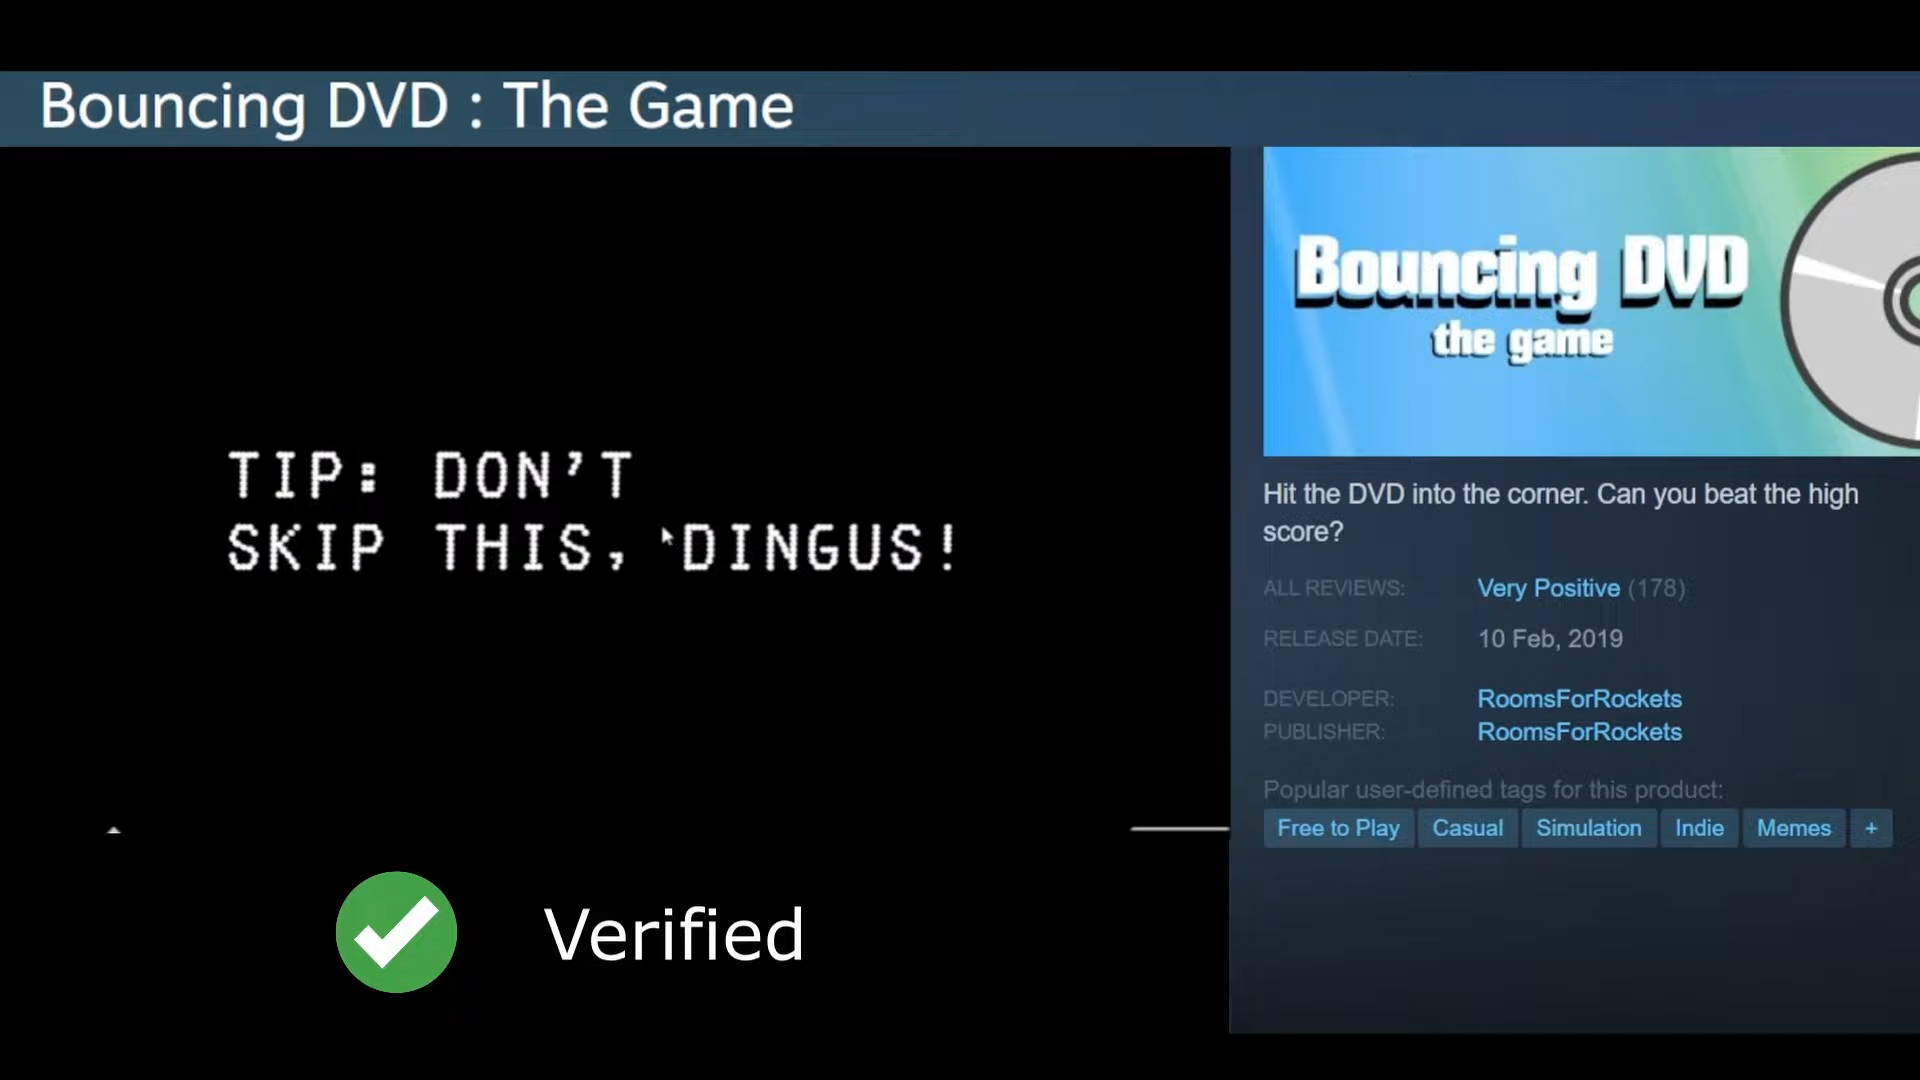 Bouncing DVD : The Game
TIP: DON'T
SKIP THIS, DINGUS!
Verified
Bouncing DVD
the game
Hit the DVD into the corner. Can you beat the high
score?
ALL REVIEWS: Very Positive (178)
RELEASE DATE: 10 Feb, 2019
DEVELOPER: RoomsForRockets
PUBLISHER: RoomsForRockets
Popular user-defined tags for this product:
Free to Play Casual Simulation Indie Memes +